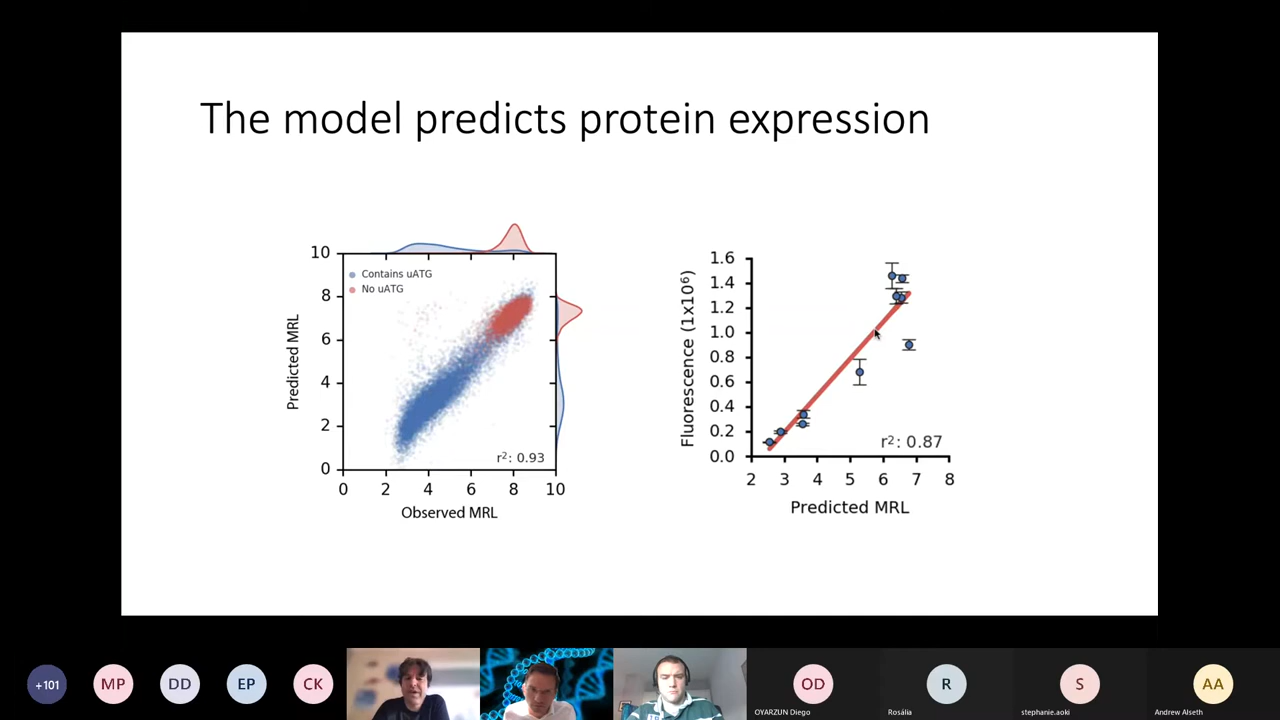 The model predicts protein expression
10
8
6
4
2
0
Contains uATG
No uATG
Predicted MRL
r²: 0.93
0 2 4 6 8 10
Observed MRL
1.6
1.4
1.2
1.0
0.8
0.6
0.4
0.2
0.0
Fluorescence (1x10⁶)
r²: 0.87
2 3 4 5 6 7 8
Predicted MRL
+101
MP
DD
EP
CK
OD
OYARZUN Diego
R
Rosália
S
stephanie.aoki
AA
Andrew Alseth